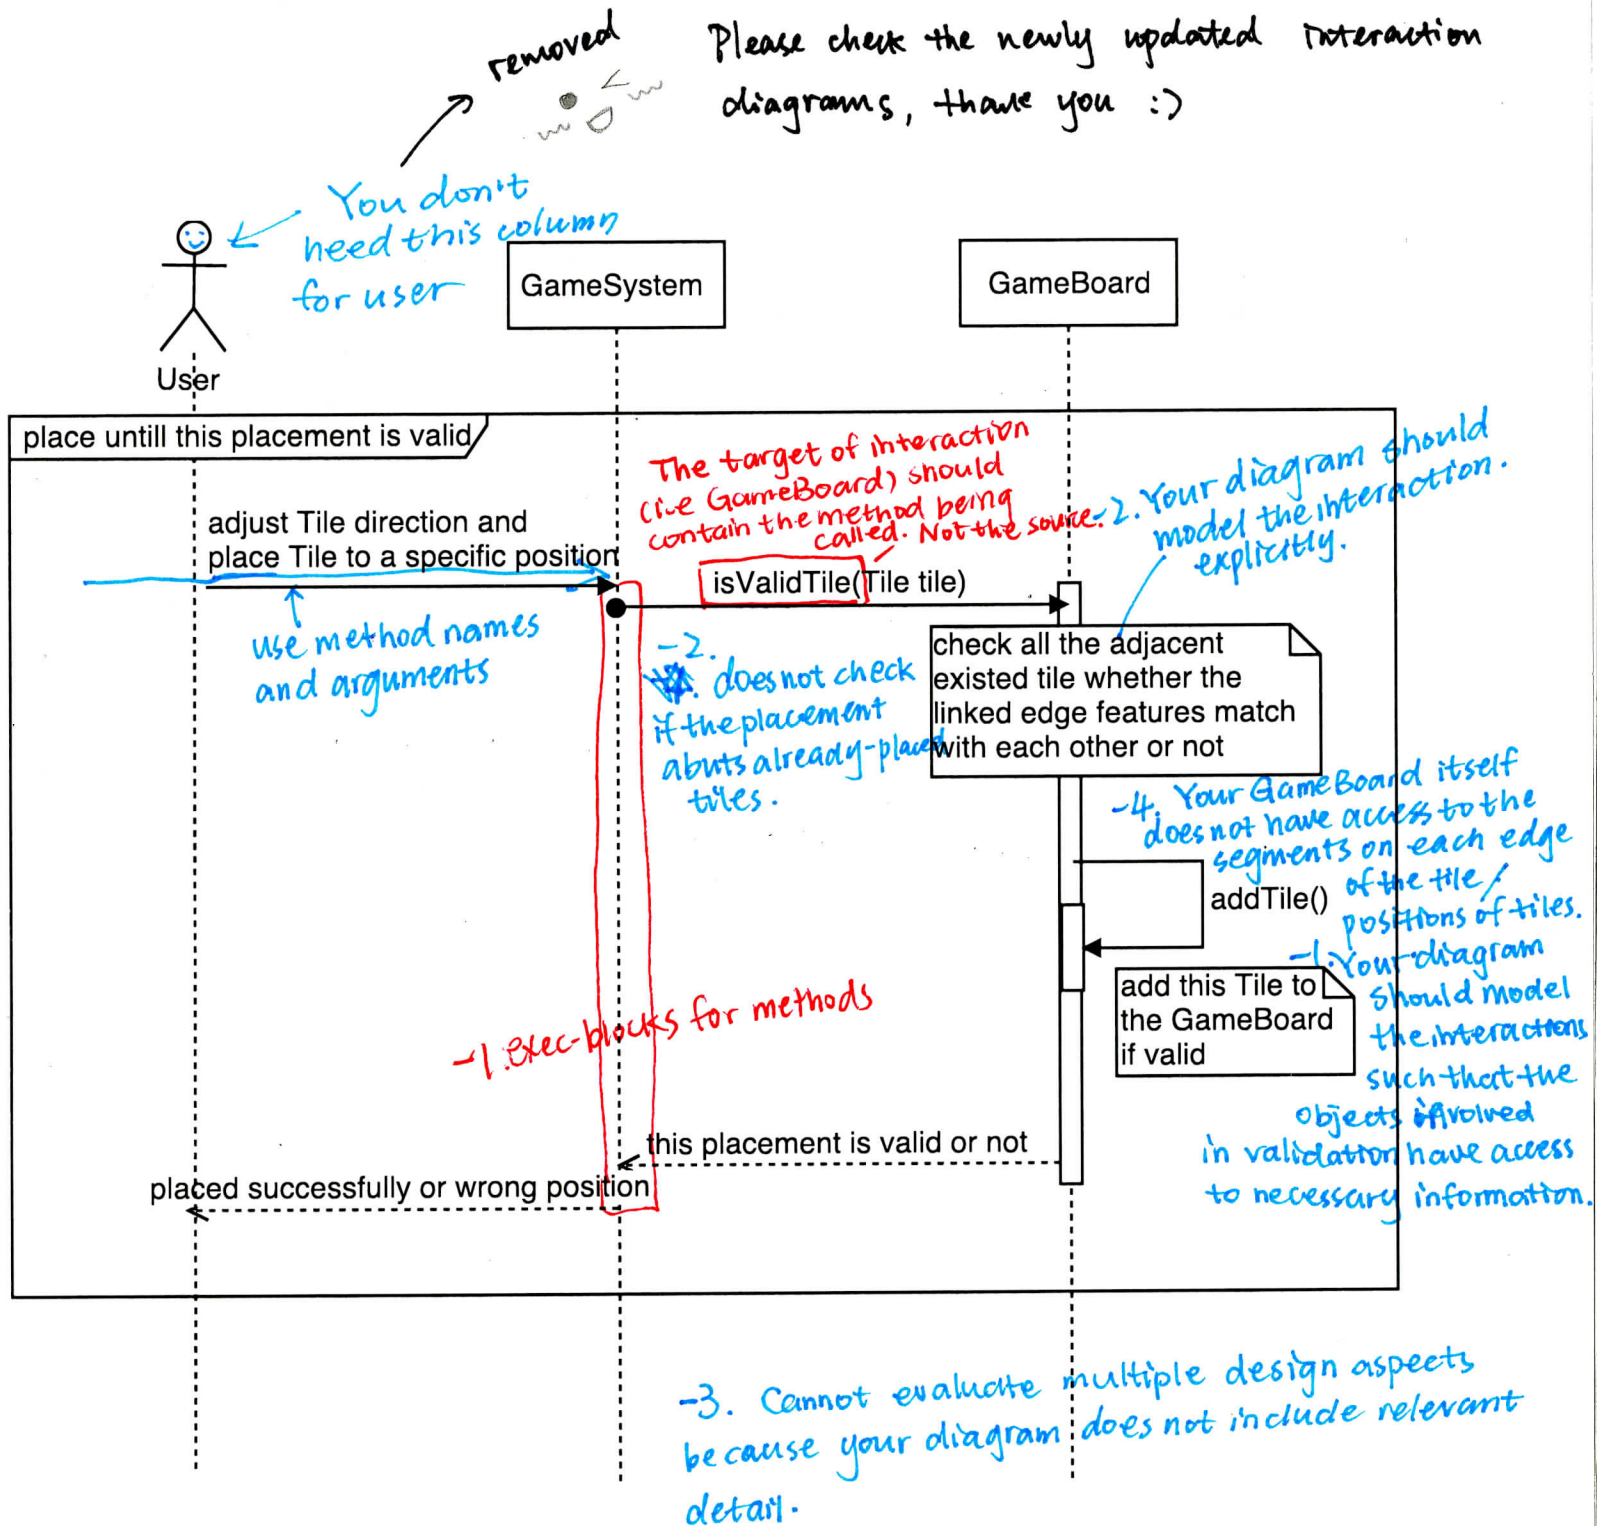 removed
Please check the newly updated interaction
diagrams, thank you :)
You don't
need this column
for user
User
GameSystem
GameBoard
place untill this placement is valid
adjust Tile direction and
place Tile to a specific position
use method names
and arguments
The target of interaction
(i.e GameBoard) should
contain the method being
called. Not the source.
isValidTile(Tile tile)
-2. Your diagram should
model the interaction
explicitly.
-2.
does not check
if the placement
abuts already-placed
tiles.
check all the adjacent
existed tile whether the
linked edge features match
with each other or not
-4. Your GameBoard itself
does not have access to the
segments on each edge
of the tile/
positions of tiles.
addTile()
-1. Your diagram
should model
the interactions
such that the
objects involved
in validation have access
to necessary information.
add this Tile to
the GameBoard
if valid
-1. exec-blocks for methods
this placement is valid or not
placed successfully or wrong position
-3. Cannot evaluate multiple design aspects
because your diagram does not include relevant
detail.